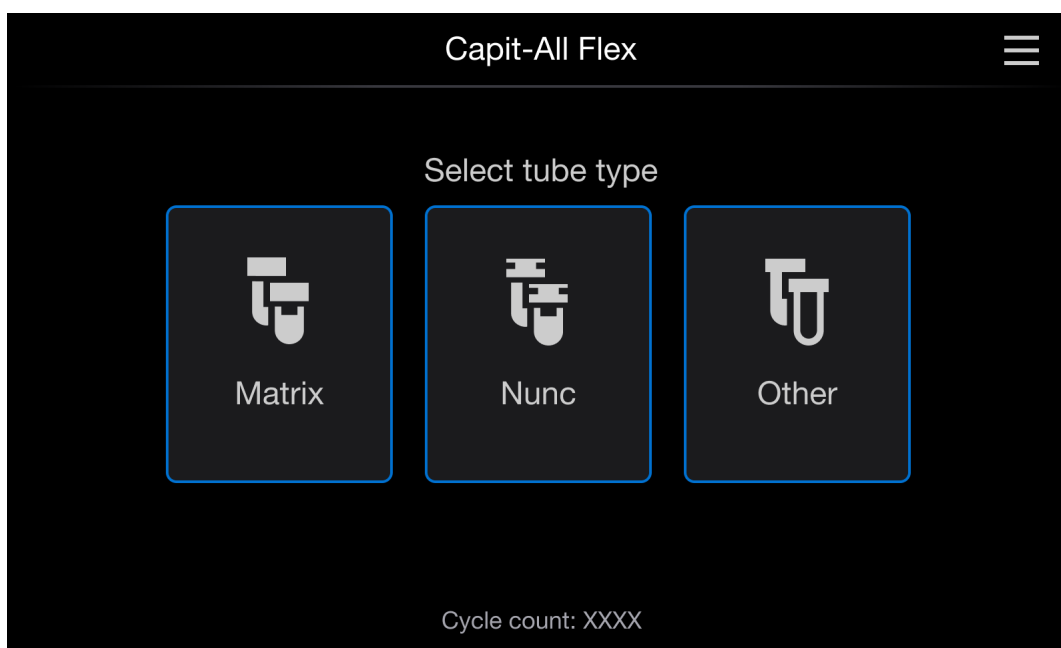 Capit-All Flex
Select tube type
Matrix
Nunc
Other
Cycle count: XXXX